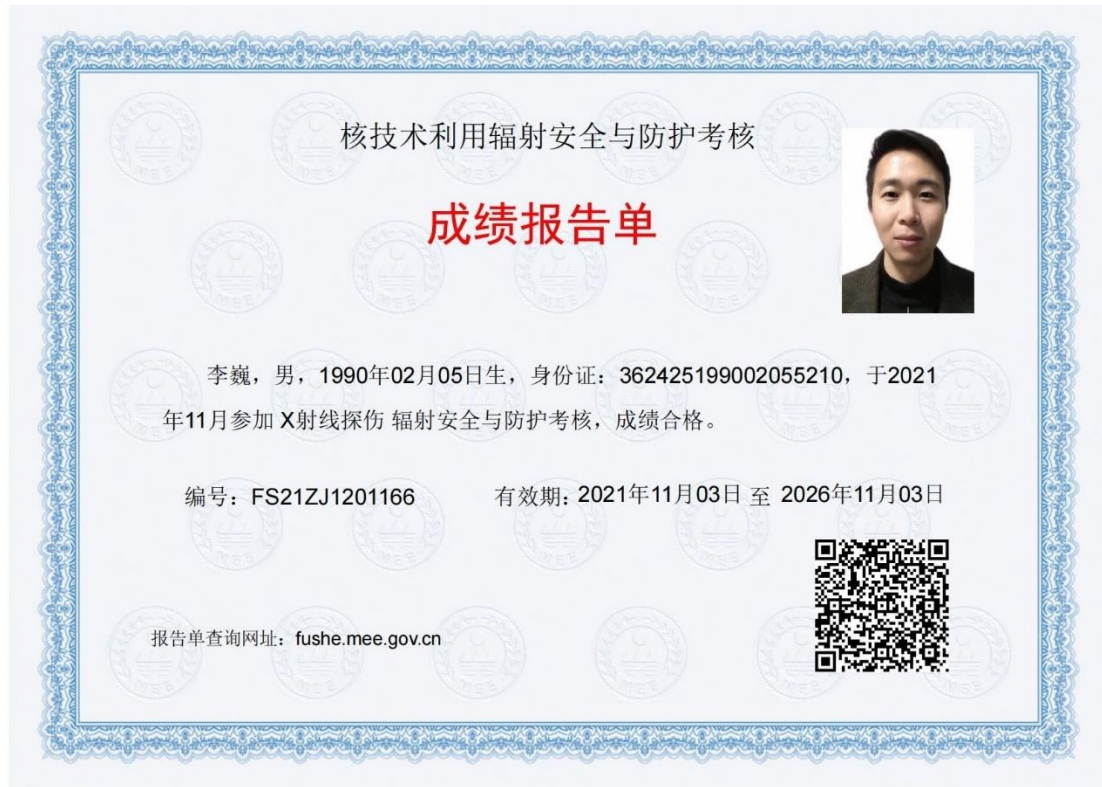 核技术利用辐射安全与防护考核
成绩报告单
李巍，男，1990年02月05日生，身份证：362425199002055210，于2021
年11月参加 X射线探伤 辐射安全与防护考核，成绩合格。
编号：FS21ZJ1201166 有效期：2021年11月03日 至 2026年11月03日
报告单查询网址：fushe.mee.gov.cn
MEE